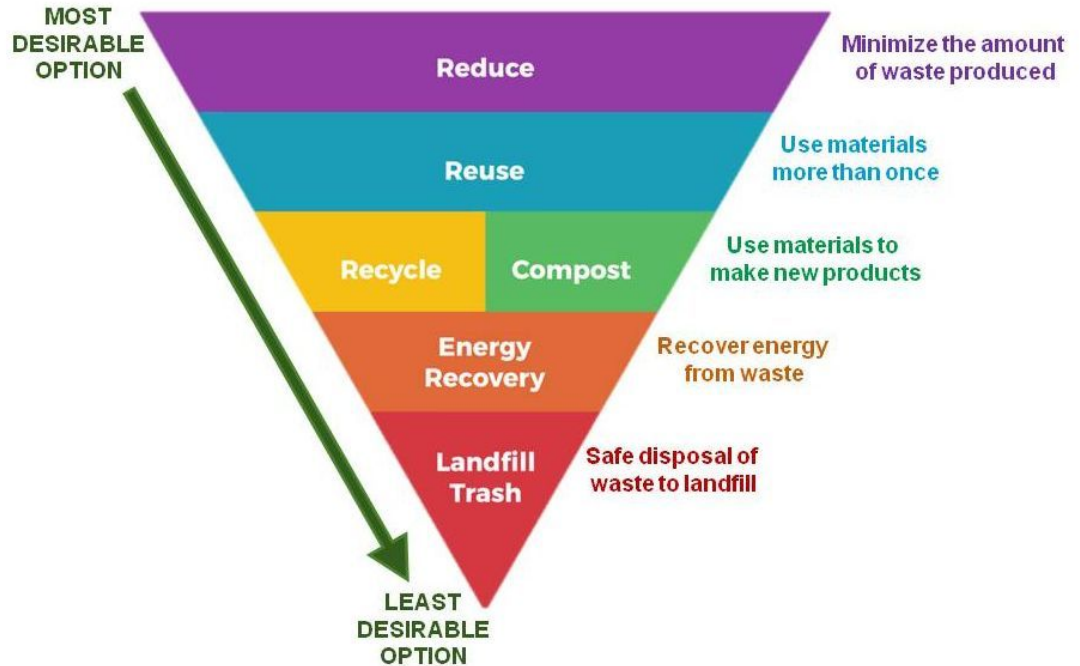 MOST
DESIRABLE
OPTION
Reduce
Minimize the amount
of waste produced
Reuse
Use materials
more than once
Recycle
Compost
Use materials to
make new products
Energy
Recovery
Recover energy
from waste
Landfill
Trash
Safe disposal of
waste to landfill
LEAST
DESIRABLE
OPTION